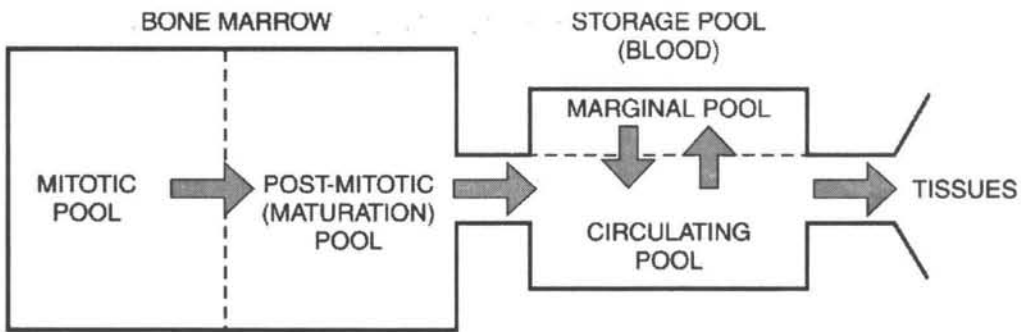 BONE MARROW
STORAGE POOL
(BLOOD)
MARGINAL POOL
MITOTIC
POOL
POST-MITOTIC
(MATURATION)
POOL
CIRCULATING
POOL
TISSUES